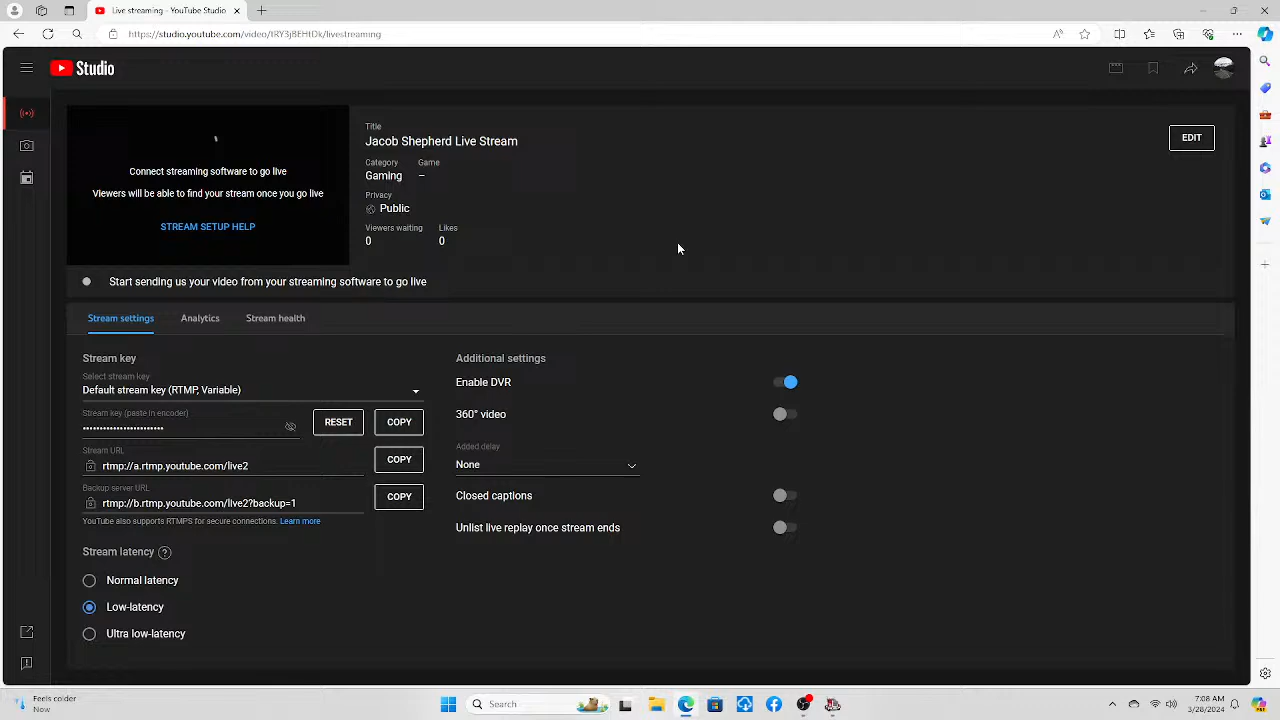 Live streaming - YouTube Studio
https://studio.youtube.com/video/tRY3jBEHtDk/livestreaming
Studio
Connect streaming software to go live
Viewers will be able to find your stream once you go live
STREAM SETUP HELP
Title
Jacob Shepherd Live Stream
EDIT
Category Game
Gaming –
Privacy
Public
Viewers waiting Likes
0 0
Start sending us your video from your streaming software to go live
Stream settings Analytics Stream health
Stream key
Select stream key
Default stream key (RTMP, Variable)
Stream key (paste in encoder)
••••••••••••••••••••••• RESET COPY
Stream URL
rtmp://a.rtmp.youtube.com/live2 COPY
Backup server URL
rtmp://b.rtmp.youtube.com/live2?backup=1 COPY
YouTube also supports RTMPS for secure connections. Learn more
Stream latency ?
Normal latency
Low-latency
Ultra low-latency
Additional settings
Enable DVR
360° video
Added delay
None
Closed captions
Unlist live replay once stream ends
Feels colder
Now
Search
7:08 AM
3/28/2024